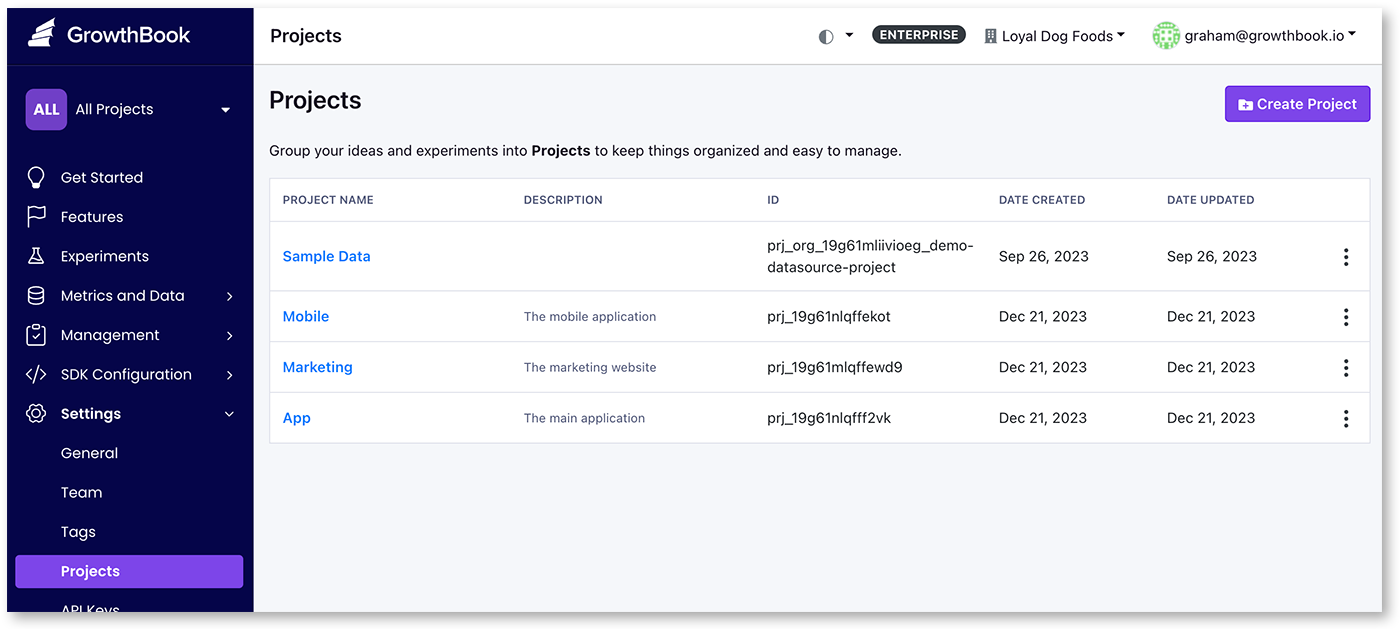 GrowthBook
ALL All Projects
Get Started
Features
Experiments
Metrics and Data
Management
SDK Configuration
Settings
General
Team
Tags
Projects
API Keys
Projects
ENTERPRISE
Loyal Dog Foods
graham@growthbook.io
Projects
Create Project
Group your ideas and experiments into Projects to keep things organized and easy to manage.
PROJECT NAME DESCRIPTION ID DATE CREATED DATE UPDATED
Sample Data prj_org_19g61mliivioeg_demo-
datasource-project Sep 26, 2023 Sep 26, 2023
Mobile The mobile application prj_19g61nlqffekot Dec 21, 2023 Dec 21, 2023
Marketing The marketing website prj_19g61mlqffewd9 Dec 21, 2023 Dec 21, 2023
App The main application prj_19g61nlqfff2vk Dec 21, 2023 Dec 21, 2023